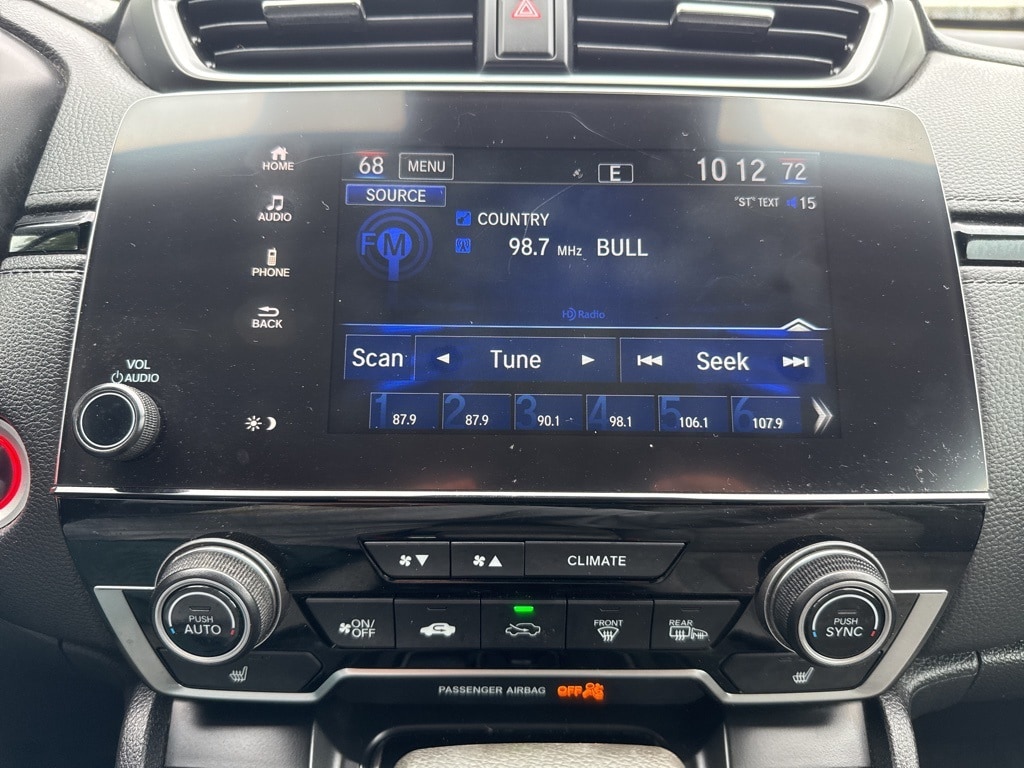 HOME
AUDIO
PHONE
BACK
VOL
AUDIO
68 MENU E 10 12 72
SOURCE "ST" TEXT 15
COUNTRY
FM 98.7 MHz BULL
HD Radio
Scan Tune Seek
1 87.9 2 87.9 3 90.1 4 98.1 5 106.1 6 107.9
CLIMATE
PUSH
AUTO
ON/
OFF
FRONT
REAR
PUSH
SYNC
PASSENGER AIRBAG OFF